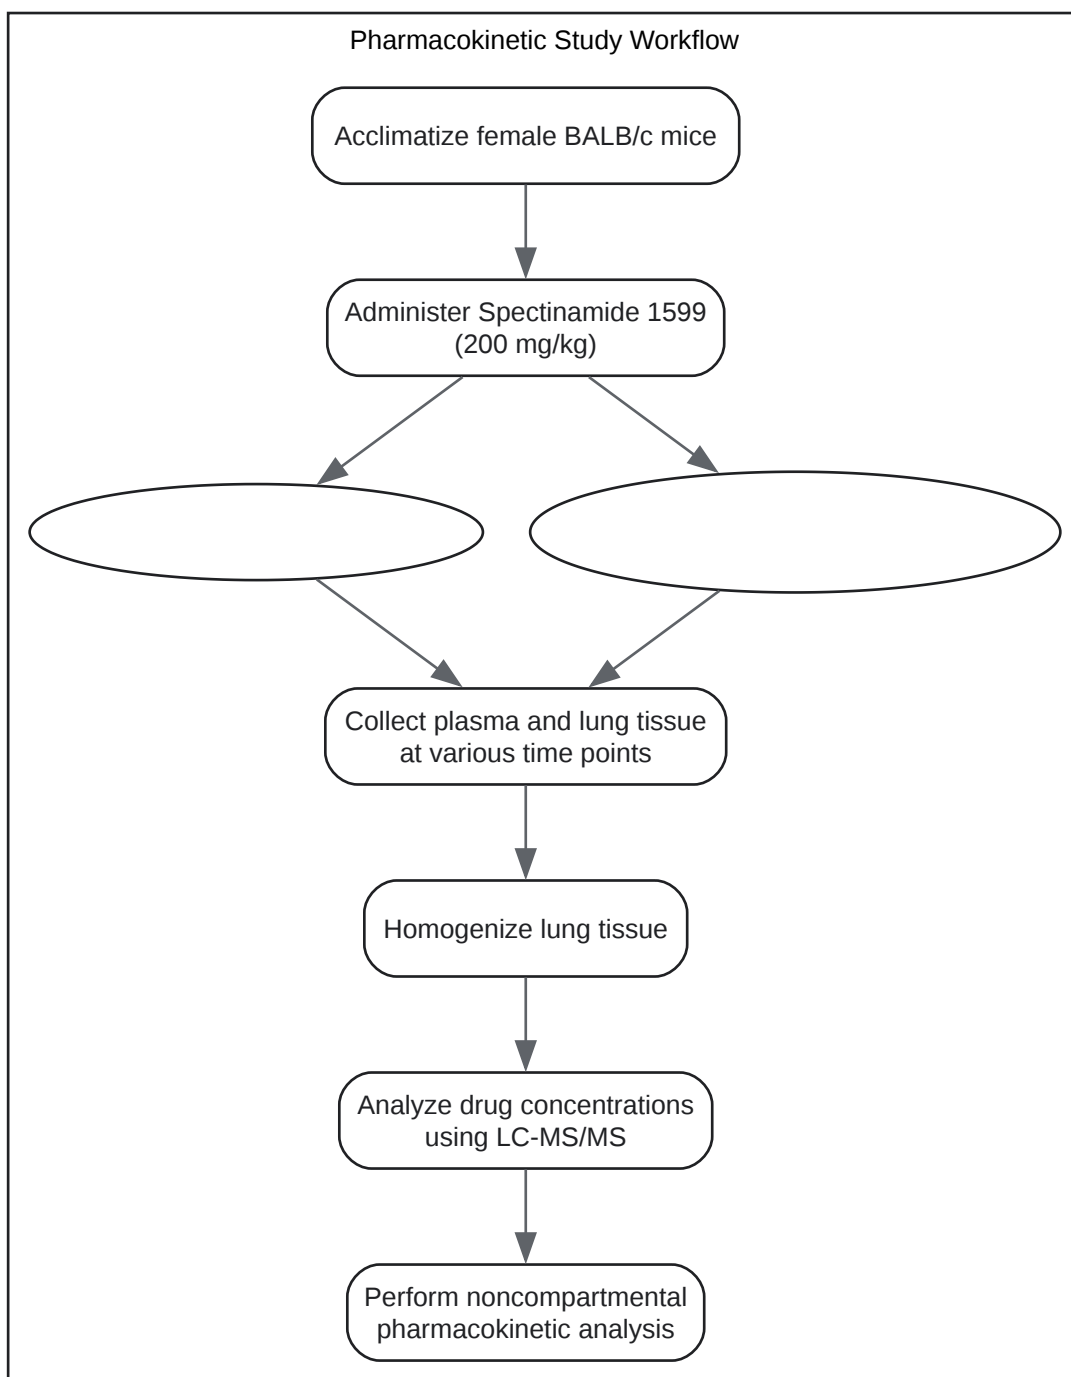 Pharmacokinetic Study Workflow
Acclimatize female BALB/c mice
Administer Spectinamide 1599
(200 mg/kg)
Collect plasma and lung tissue
at various time points
Homogenize lung tissue
Analyze drug concentrations
using LC-MS/MS
Perform noncompartmental
pharmacokinetic analysis